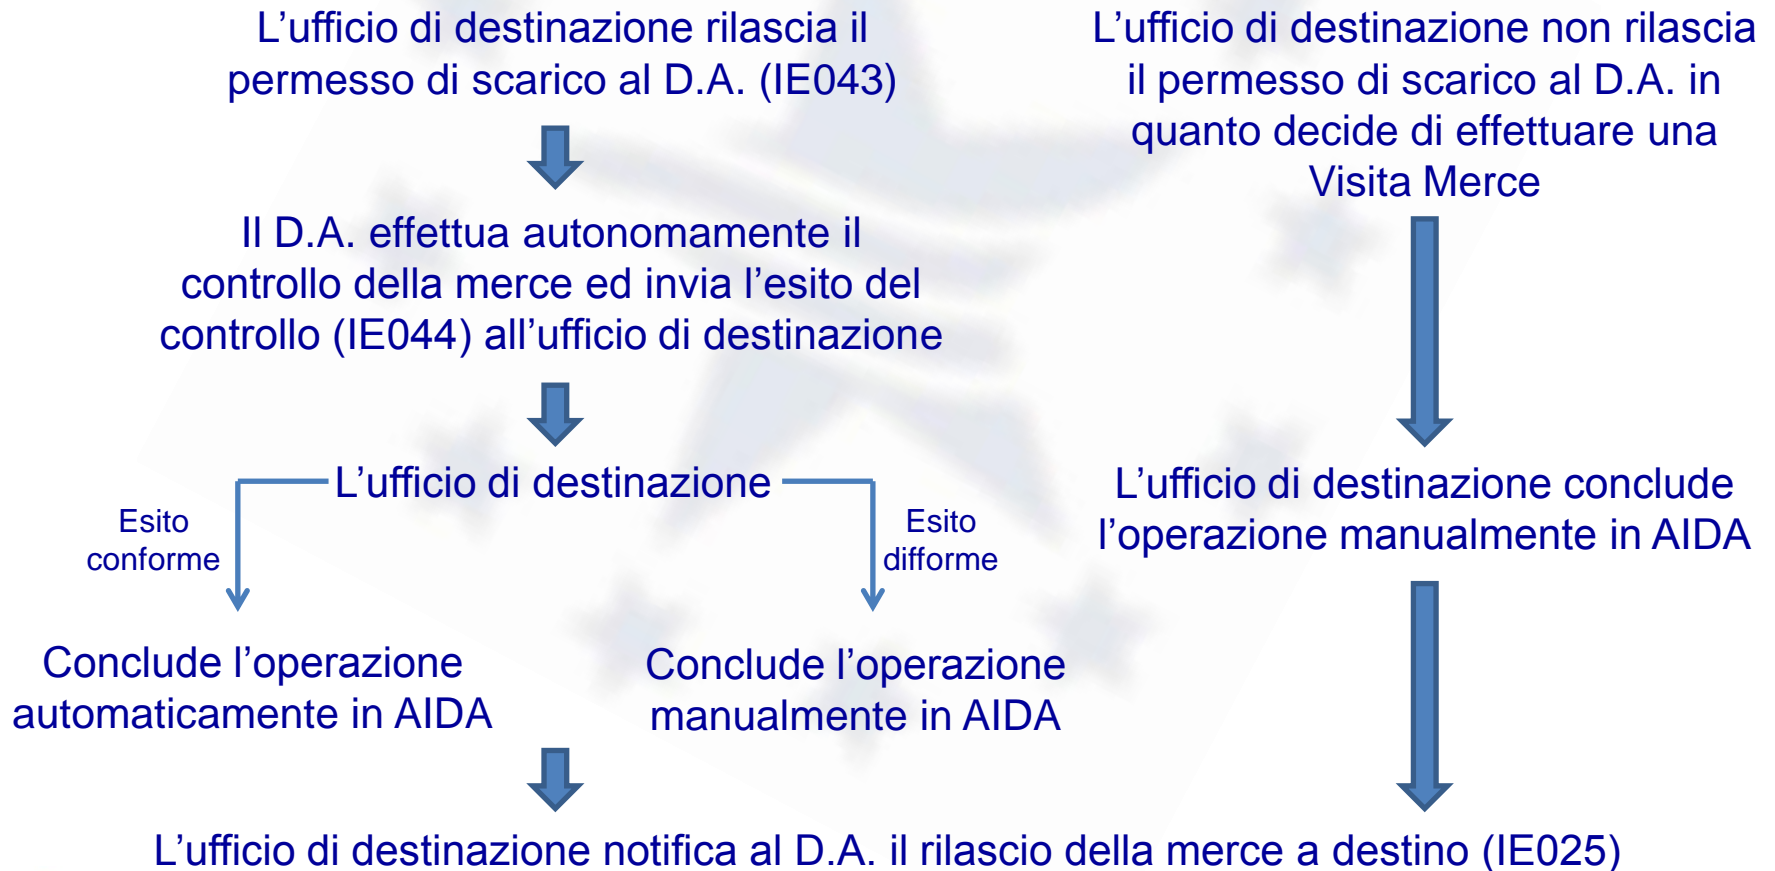 L’ufficio di destinazione rilascia il
permesso di scarico al D.A. (IE043)
L’ufficio di destinazione non rilascia
il permesso di scarico al D.A. in
quanto decide di effettuare una
Visita Merce
Il D.A. effettua autonomamente il
controllo della merce ed invia l’esito del
controllo (IE044) all’ufficio di destinazione
L’ufficio di destinazione
Esito
conforme
Esito
difforme
L’ufficio di destinazione conclude
l’operazione manualmente in AIDA
Conclude l’operazione
automaticamente in AIDA
Conclude l’operazione
manualmente in AIDA
L’ufficio di destinazione notifica al D.A. il rilascio della merce a destino (IE025)